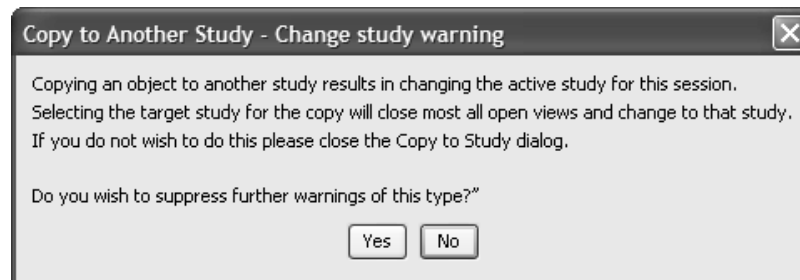 Copy to Another Study - Change study warning
Copying an object to another study results in changing the active study for this session.
Selecting the target study for the copy will close most all open views and change to that study.
If you do not wish to do this please close the Copy to Study dialog.
Do you wish to suppress further warnings of this type?"
Yes No